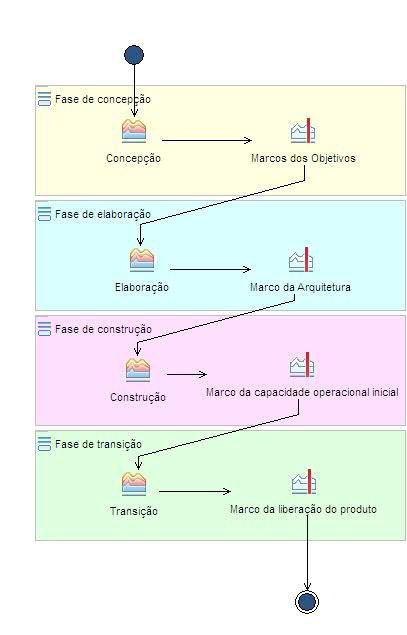 Fase de concepção
Concepção
Marcos dos Objetivos
Fase de elaboração
Elaboração
Marco da Arquitetura
Fase de construção
Construção
Marco da capacidade operacional inicial
Fase de transição
Transição
Marco da liberação do produto